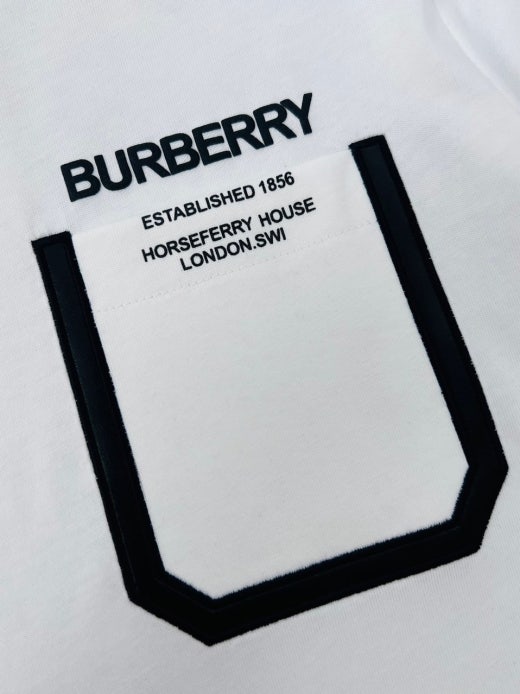 BURBERRY
ESTABLISHED 1856
HORSEFERRY HOUSE
LONDON.SWI